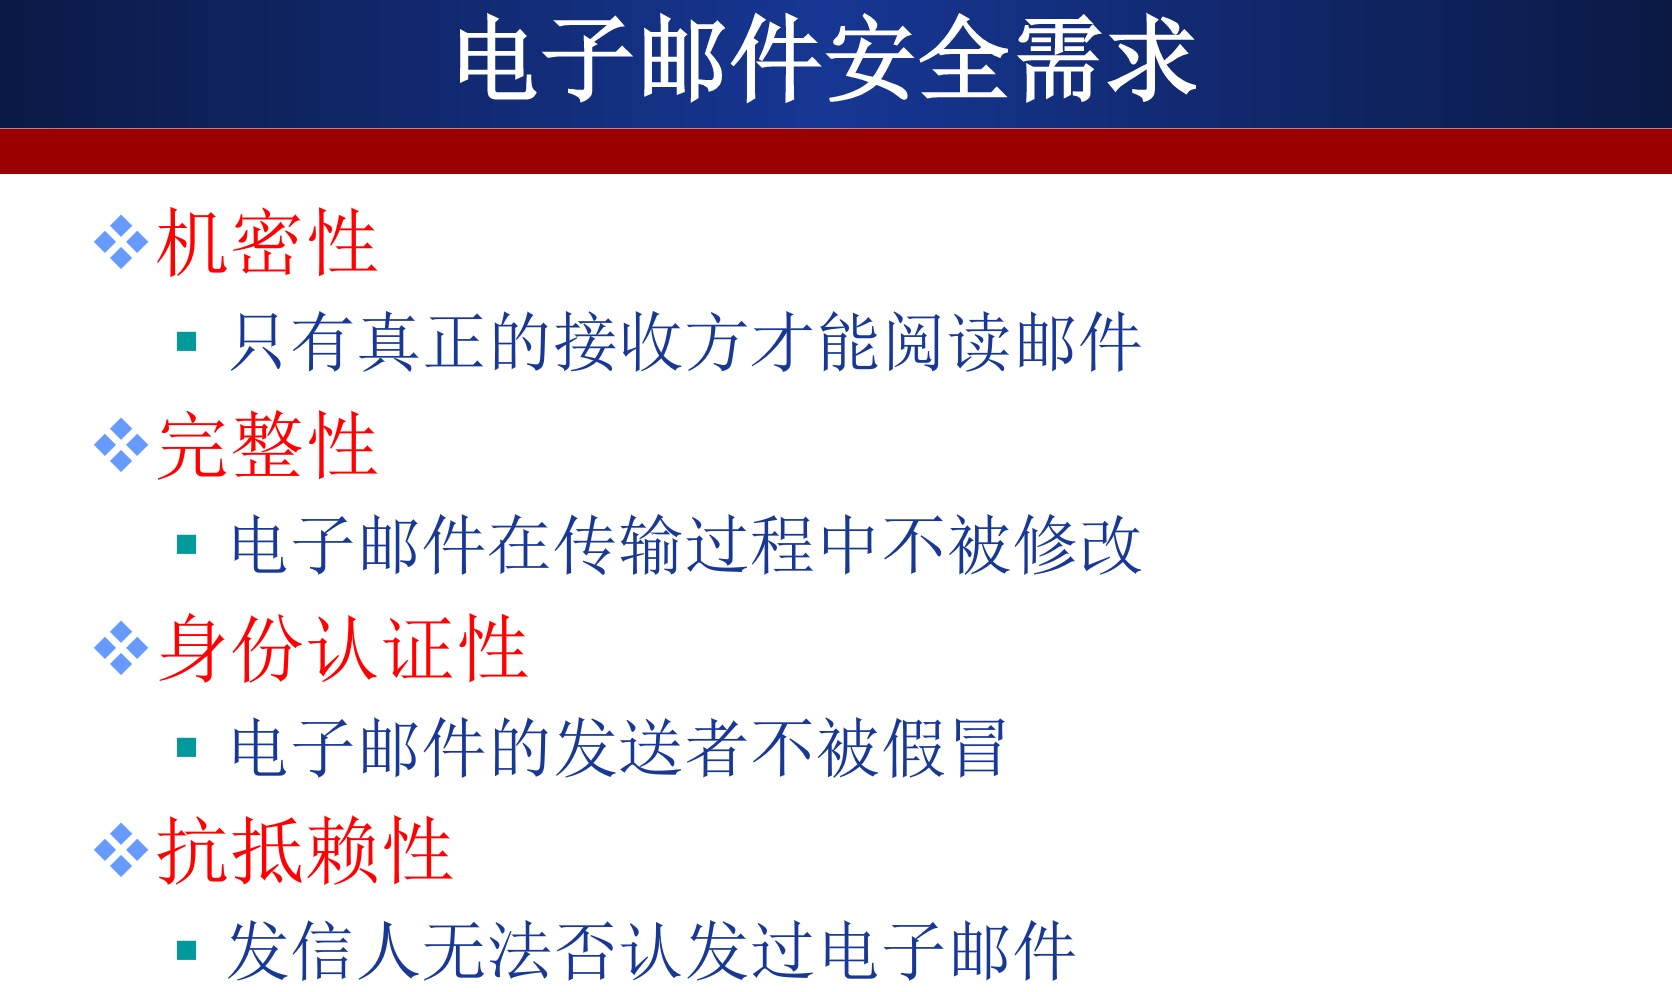 电子邮件安全需求
机密性
只有真正的接收方才能阅读邮件
完整性
电子邮件在传输过程中不被修改
身份认证性
电子邮件的发送者不被假冒
抗抵赖性
发信人无法否认发过电子邮件